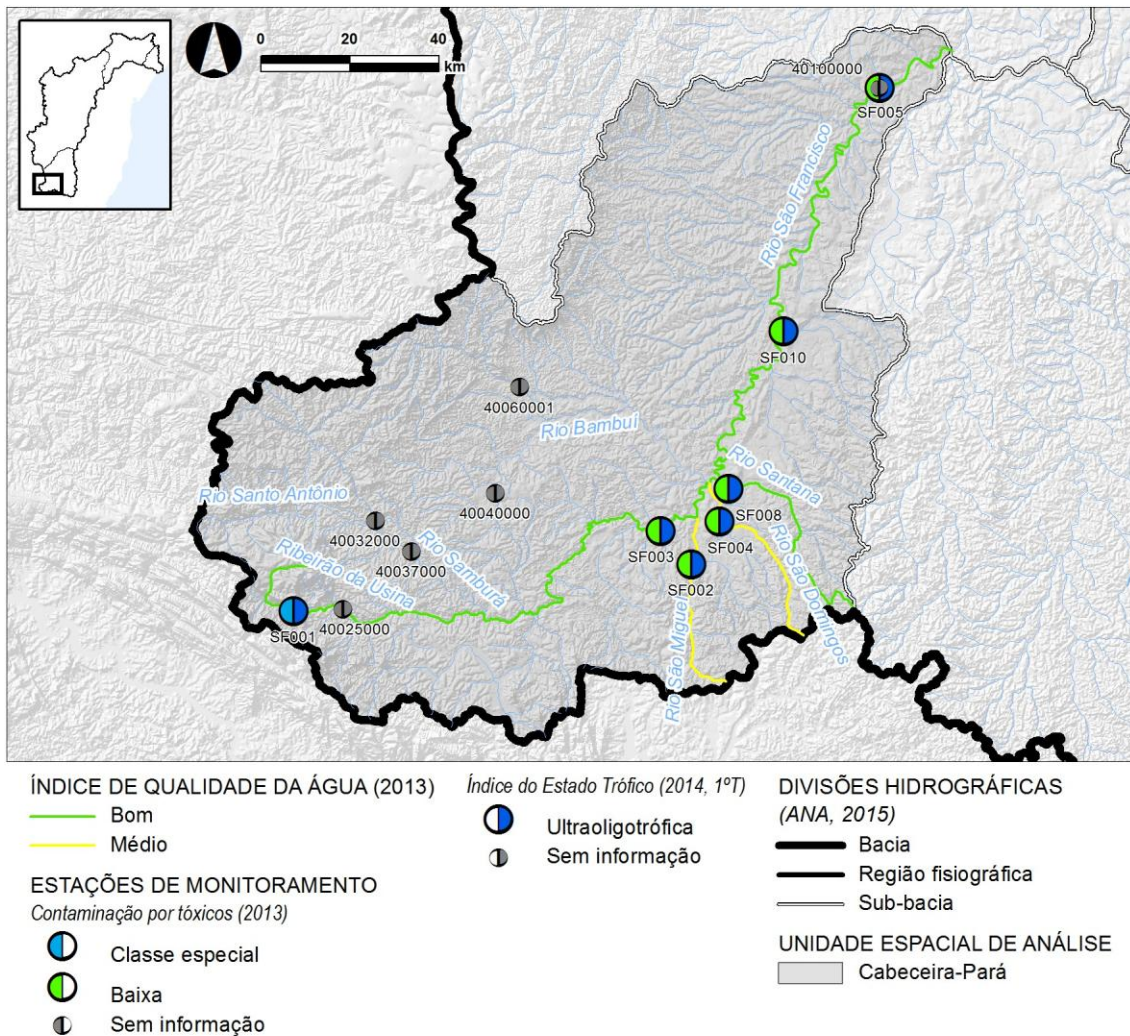 0 20 40
km
40100000
SF005
Rio São Francisco
SF010
40060001
Rio Bambuí
Rio Santana
Rio Santo Antônio
40040000
SF008
40032000
SF003
SF004
40037000
Rio Samburá
SF002
Ribeirão da Usina
Rio São Domingos
SF001
40025000
Rio São Miguel
ÍNDICE DE QUALIDADE DA ÁGUA (2013)
Bom
Médio
ESTAÇÕES DE MONITORAMENTO
Contaminação por tóxicos (2013)
Classe especial
Baixa
Sem informação
Índice do Estado Trófico (2014, 1ºT)
Ultraoligotrófica
Sem informação
DIVISÕES HIDROGRÁFICAS
(ANA, 2015)
Bacia
Região fisiográfica
Sub-bacia
UNIDADE ESPACIAL DE ANÁLISE
Cabeceira-Pará